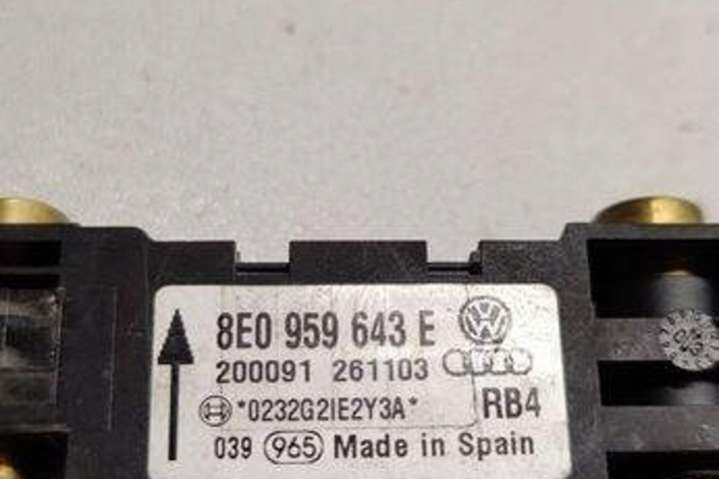 8E0 959 643 E
200091 261103
*0232G2IE2Y3A* RB4
039 965 Made in Spain